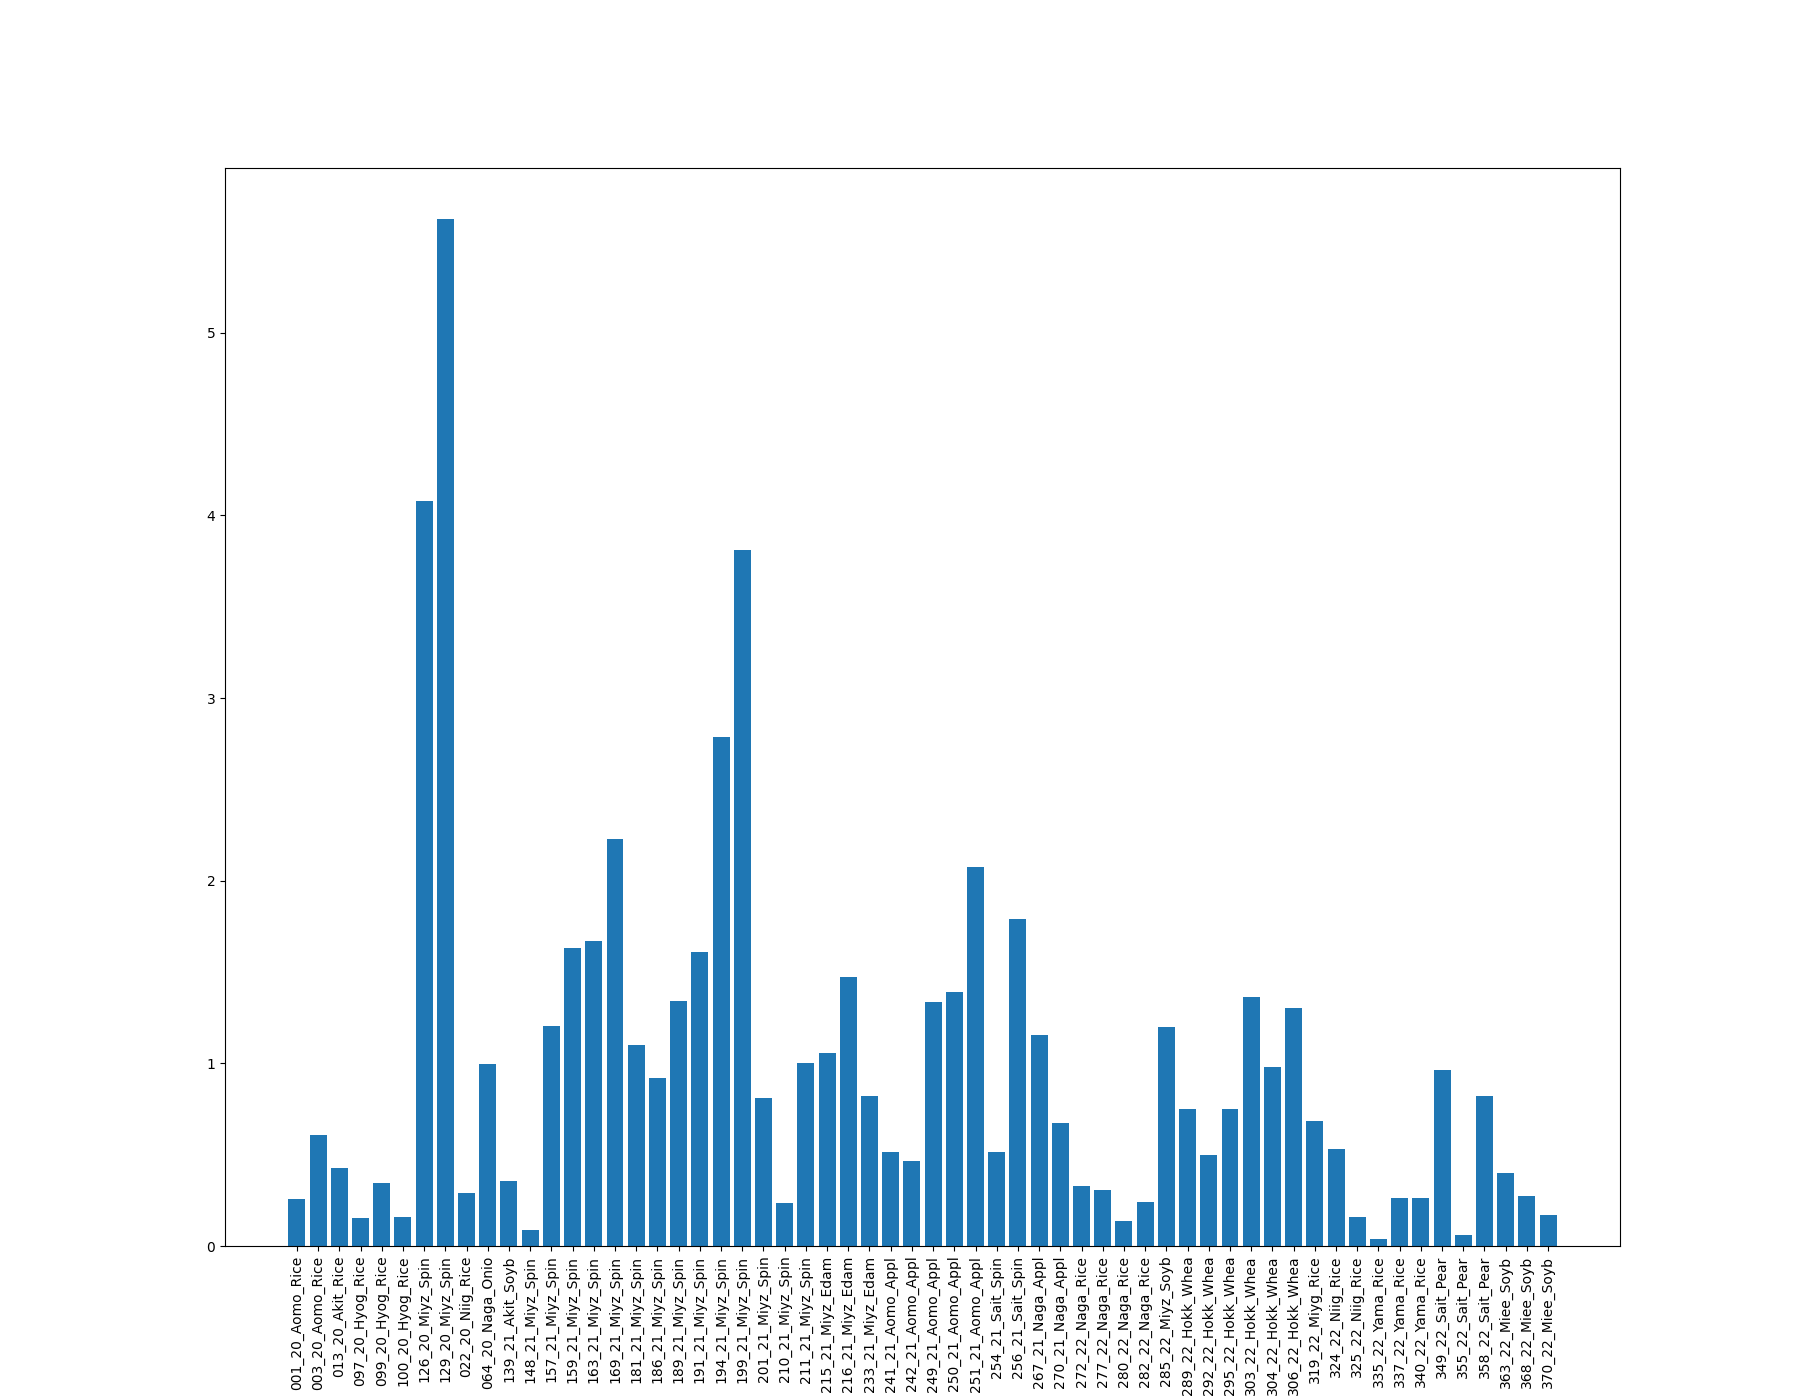 5
4
3
2
1
0
001_20_Aomo_Rice
003_20_Aomo_Rice
013_20_Akit_Rice
097_20_Hyog_Rice
099_20_Hyog_Rice
100_20_Hyog_Rice
126_20_Miyz_Spin
129_20_Miyz_Spin
022_20_Niig_Rice
064_20_Naga_Onio
139_21_Akit_Soyb
148_21_Miyz_Spin
157_21_Miyz_Spin
159_21_Miyz_Spin
163_21_Miyz_Spin
169_21_Miyz_Spin
181_21_Miyz_Spin
186_21_Miyz_Spin
189_21_Miyz_Spin
191_21_Miyz_Spin
194_21_Miyz_Spin
199_21_Miyz_Spin
201_21_Miyz_Spin
210_21_Miyz_Spin
211_21_Miyz_Spin
215_21_Miyz_Edam
216_21_Miyz_Edam
233_21_Miyz_Edam
241_21_Aomo_Appl
242_21_Aomo_Appl
249_21_Aomo_Appl
250_21_Aomo_Appl
251_21_Aomo_Appl
254_21_Sait_Spin
256_21_Sait_Spin
267_21_Naga_Appl
270_21_Naga_Appl
272_22_Naga_Rice
277_22_Naga_Rice
280_22_Naga_Rice
282_22_Naga_Rice
285_22_Miyz_Soyb
289_22_Hokk_Whea
292_22_Hokk_Whea
295_22_Hokk_Whea
303_22_Hokk_Whea
304_22_Hokk_Whea
306_22_Hokk_Whea
319_22_Miyg_Rice
324_22_Niig_Rice
325_22_Niig_Rice
335_22_Yama_Rice
337_22_Yama_Rice
340_22_Yama_Rice
349_22_Sait_Pear
355_22_Sait_Pear
358_22_Sait_Pear
363_22_Miee_Soyb
368_22_Miee_Soyb
370_22_Miee_Soyb